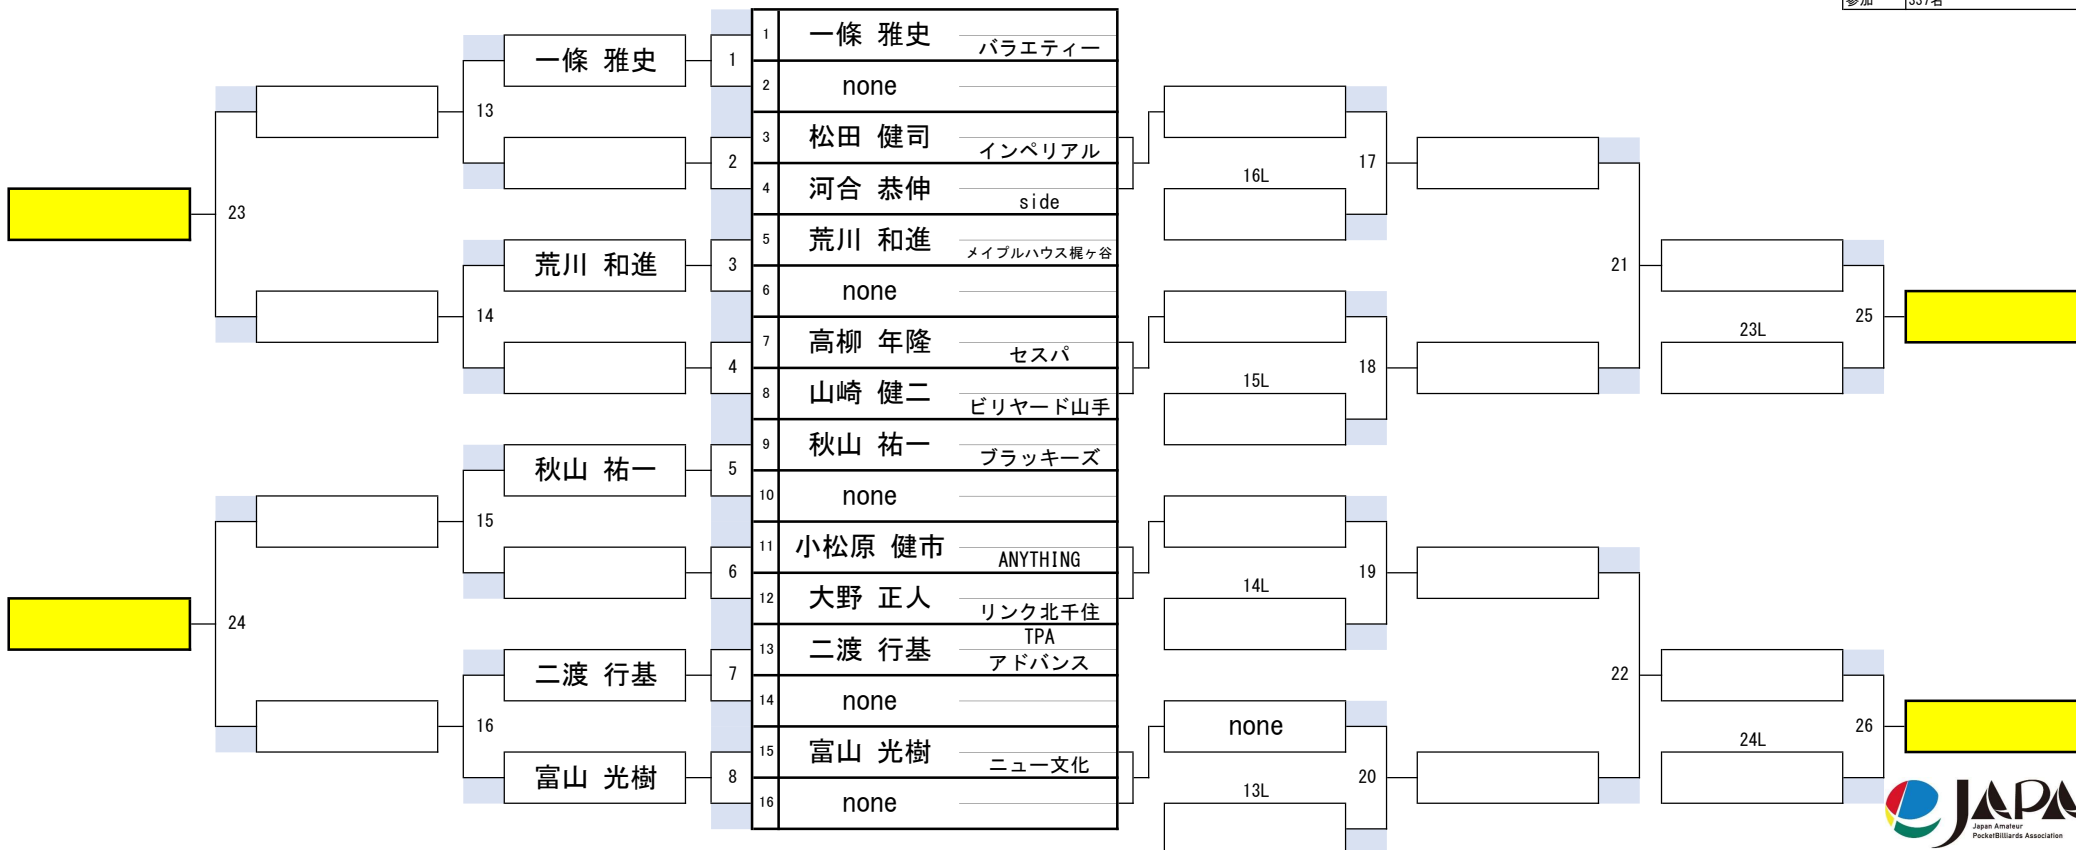 参加 337名
1 一條 雅史 バラエティー
一條 雅史 1
2 none
13
3 松田 健司 インペリアル
2
17
4 河合 恭伸 side
16L
23
5 荒川 和進 メイプルハウス梶ヶ谷
荒川 和進 3
21
6 none
14
25
7 高柳 年隆 セスパ
23L
4
18
8 山崎 健二 ビリヤード山手
15L
9 秋山 祐一 ブラッキーズ
秋山 祐一 5
10 none
15
11 小松原 健市 ANYTHING
6
19
12 大野 正人 リンク北千住
14L
24
TPA
13 二渡 行基 アドバンス
二渡 行基 7
22
14 none
16
none
26
15 富山 光樹 ニュー文化
24L
富山 光樹 8
20
16 none
13L
JAPA
Japan Amateur
PocketBilliards Association